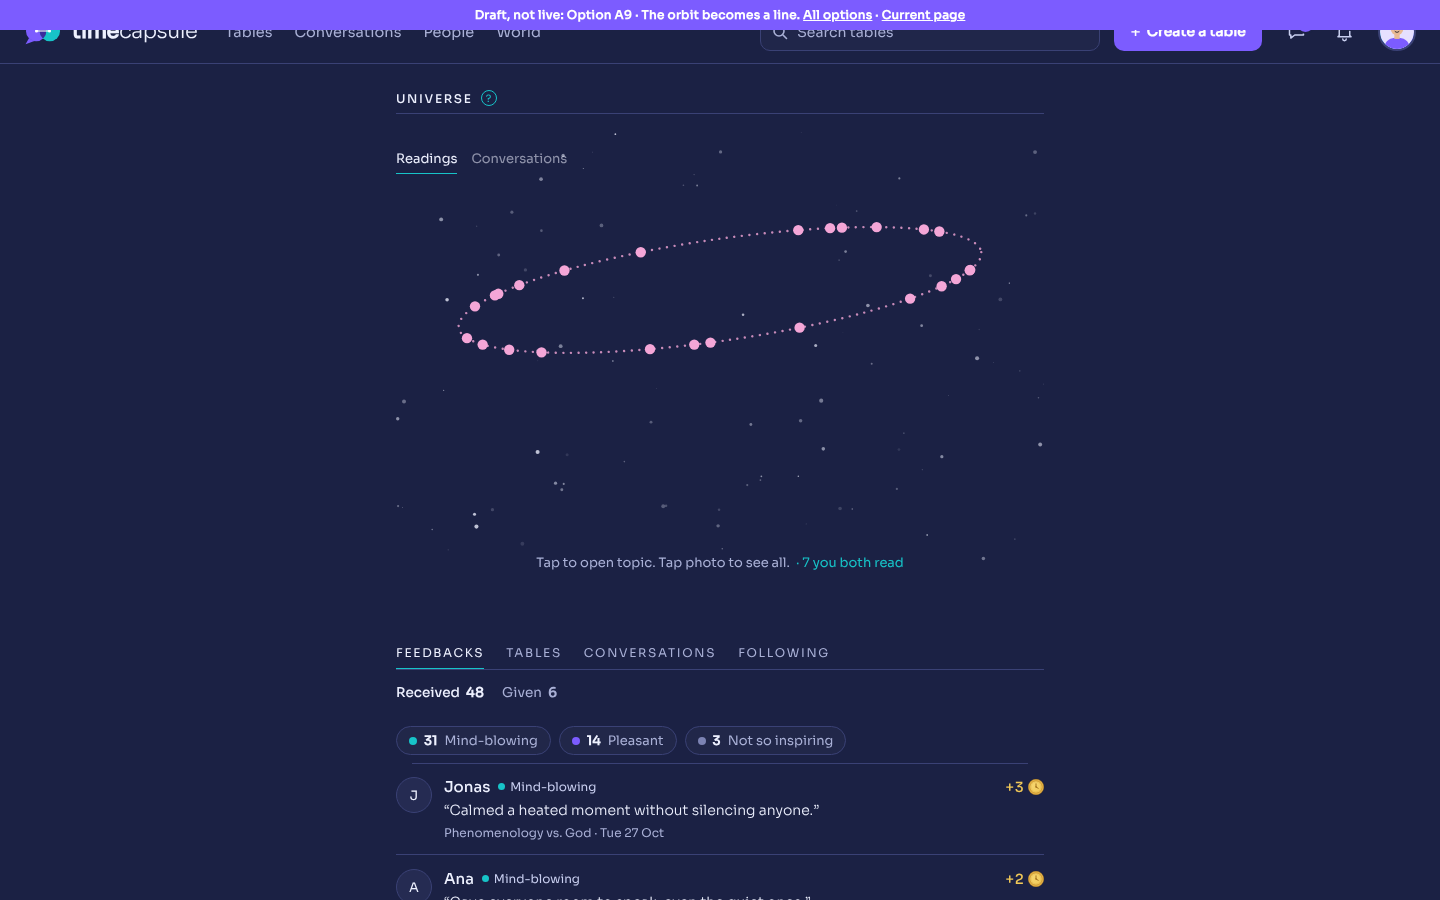 Draft, not live: Option A9 · The orbit becomes a line. All options · Current page
timecapsule Tables Conversations People World Search tables + Create a table
UNIVERSE ?
Readings Conversations
Tap to open topic. Tap photo to see all. · 7 you both read
FEEDBACKS TABLES CONVERSATIONS FOLLOWING
Received 48 Given 6
31 Mind-blowing 14 Pleasant 3 Not so inspiring
J Jonas Mind-blowing +3
“Calmed a heated moment without silencing anyone.”
Phenomenology vs. God · Tue 27 Oct
A Ana Mind-blowing +2